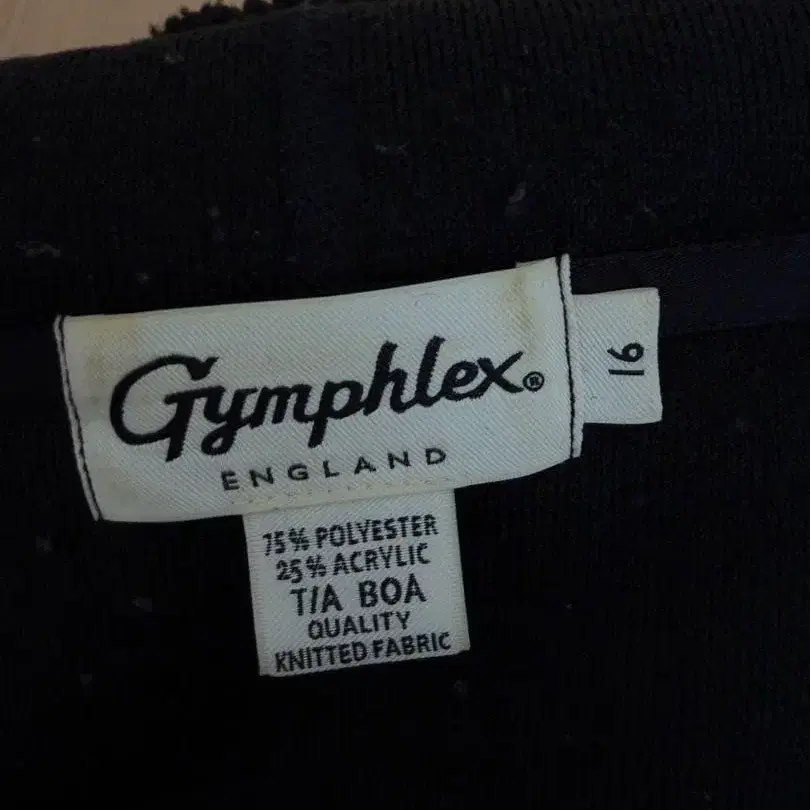 Gymphlex®
ENGLAND
16
75% POLYESTER
25% ACRYLIC
T/A BOA
QUALITY
KNITTED FABRIC